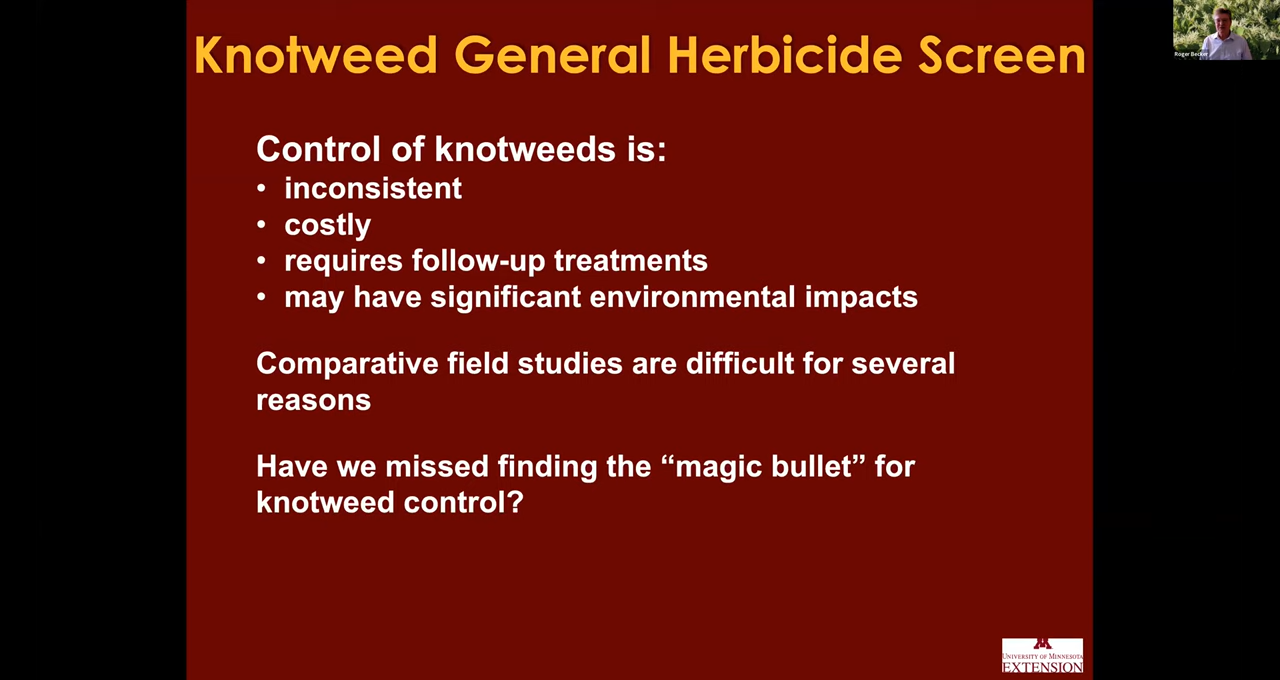 Knotweed General Herbicide Screen
Roger Becker
Control of knotweeds is:
• inconsistent
• costly
• requires follow-up treatments
• may have significant environmental impacts
Comparative field studies are difficult for several
reasons
Have we missed finding the “magic bullet” for
knotweed control?
UNIVERSITY OF MINNESOTA
EXTENSION